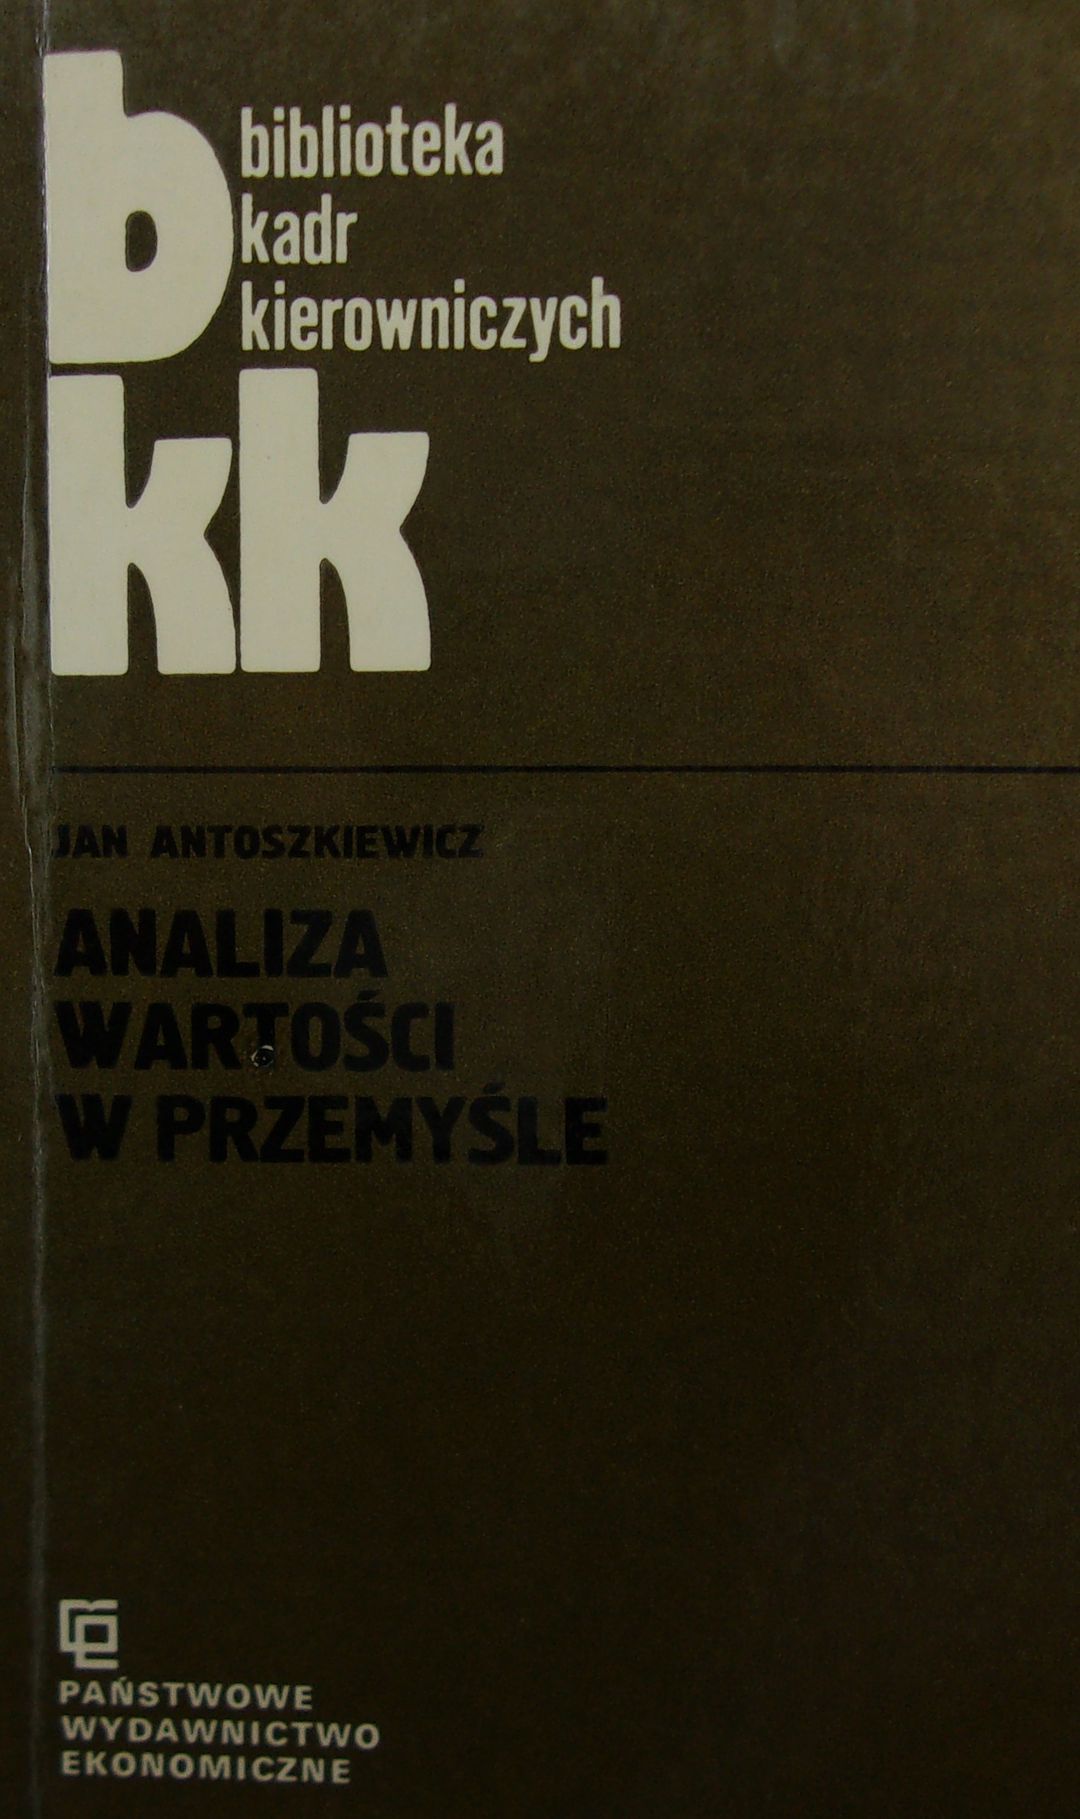 b
biblioteka
kadr
kierowniczych
kk
JAN ANTOSZKIEWICZ
ANALIZA
WARTOŚCI
W PRZEMYŚLE
PAŃSTWOWE
WYDAWNICTWO
EKONOMICZNE